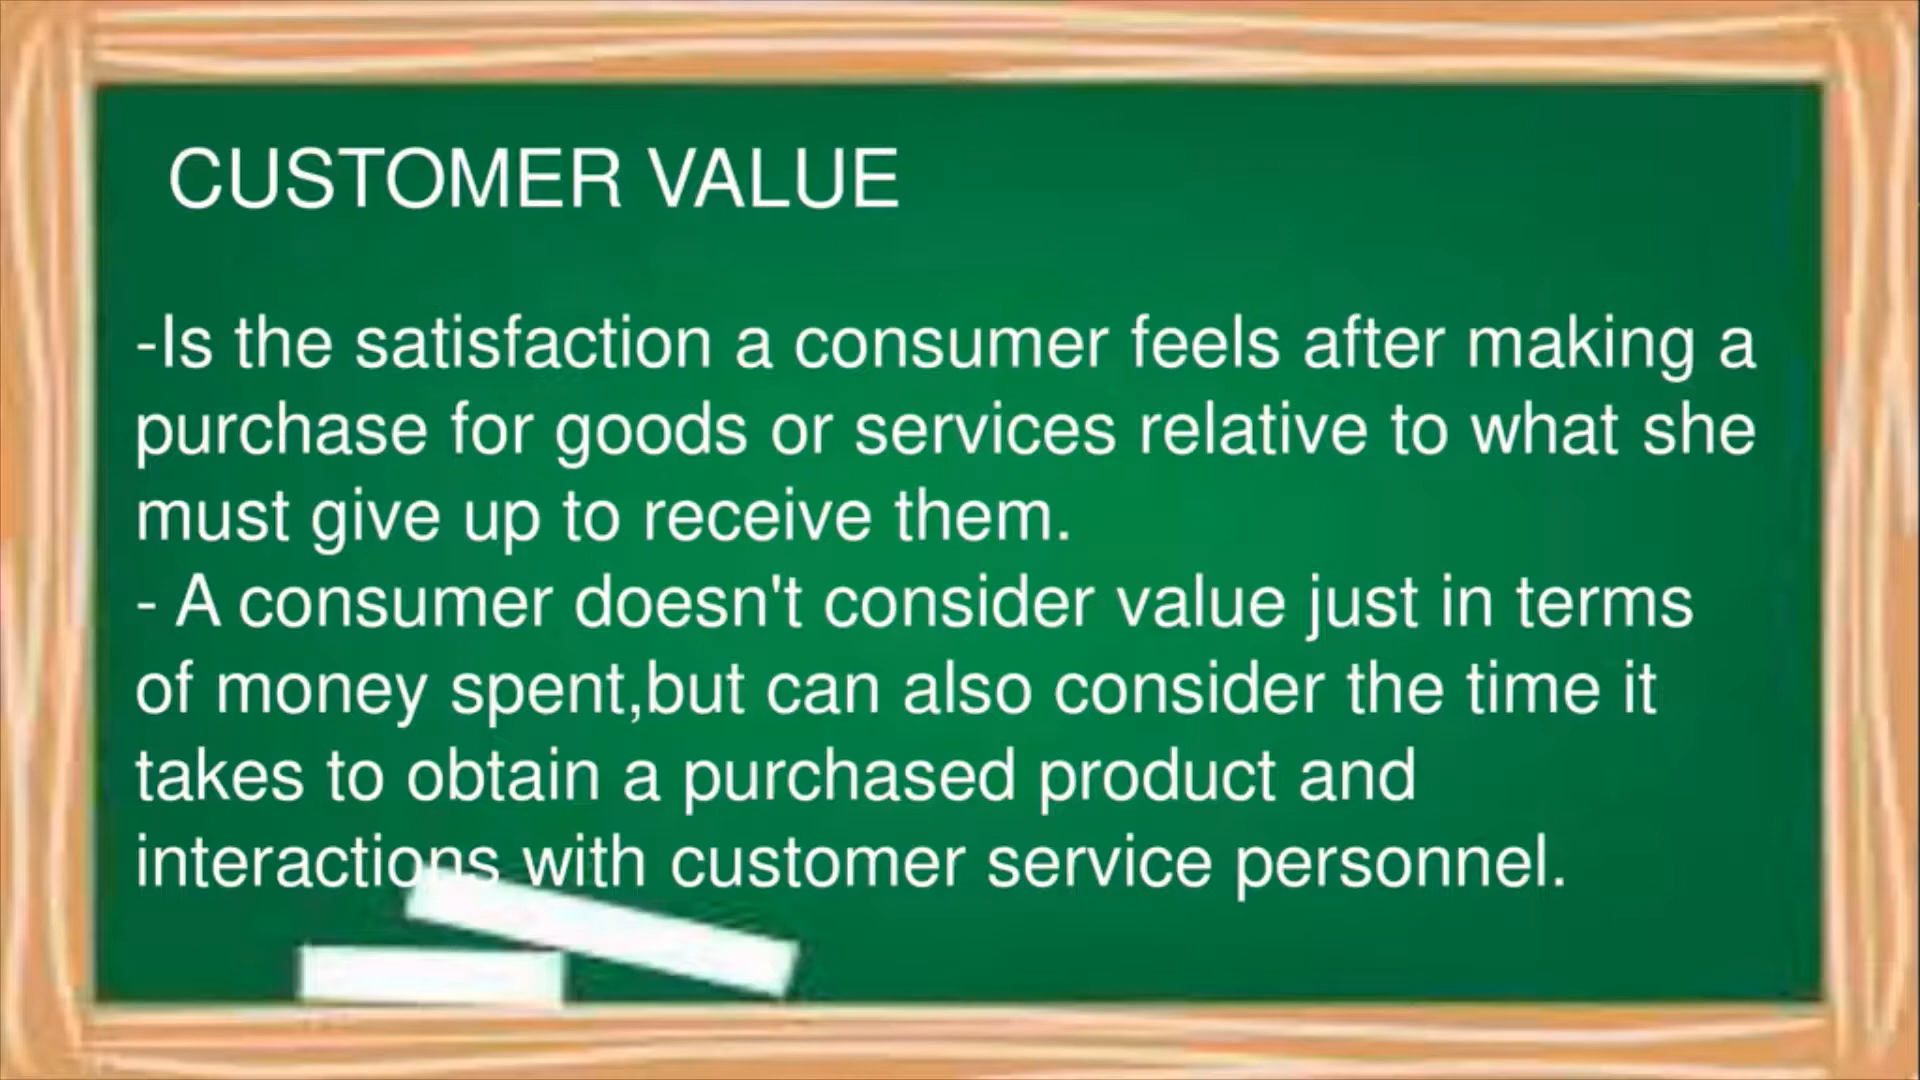 CUSTOMER VALUE
-Is the satisfaction a consumer feels after making a
purchase for goods or services relative to what she
must give up to receive them.
- A consumer doesn't consider value just in terms
of money spent,but can also consider the time it
takes to obtain a purchased product and
interactions with customer service personnel.